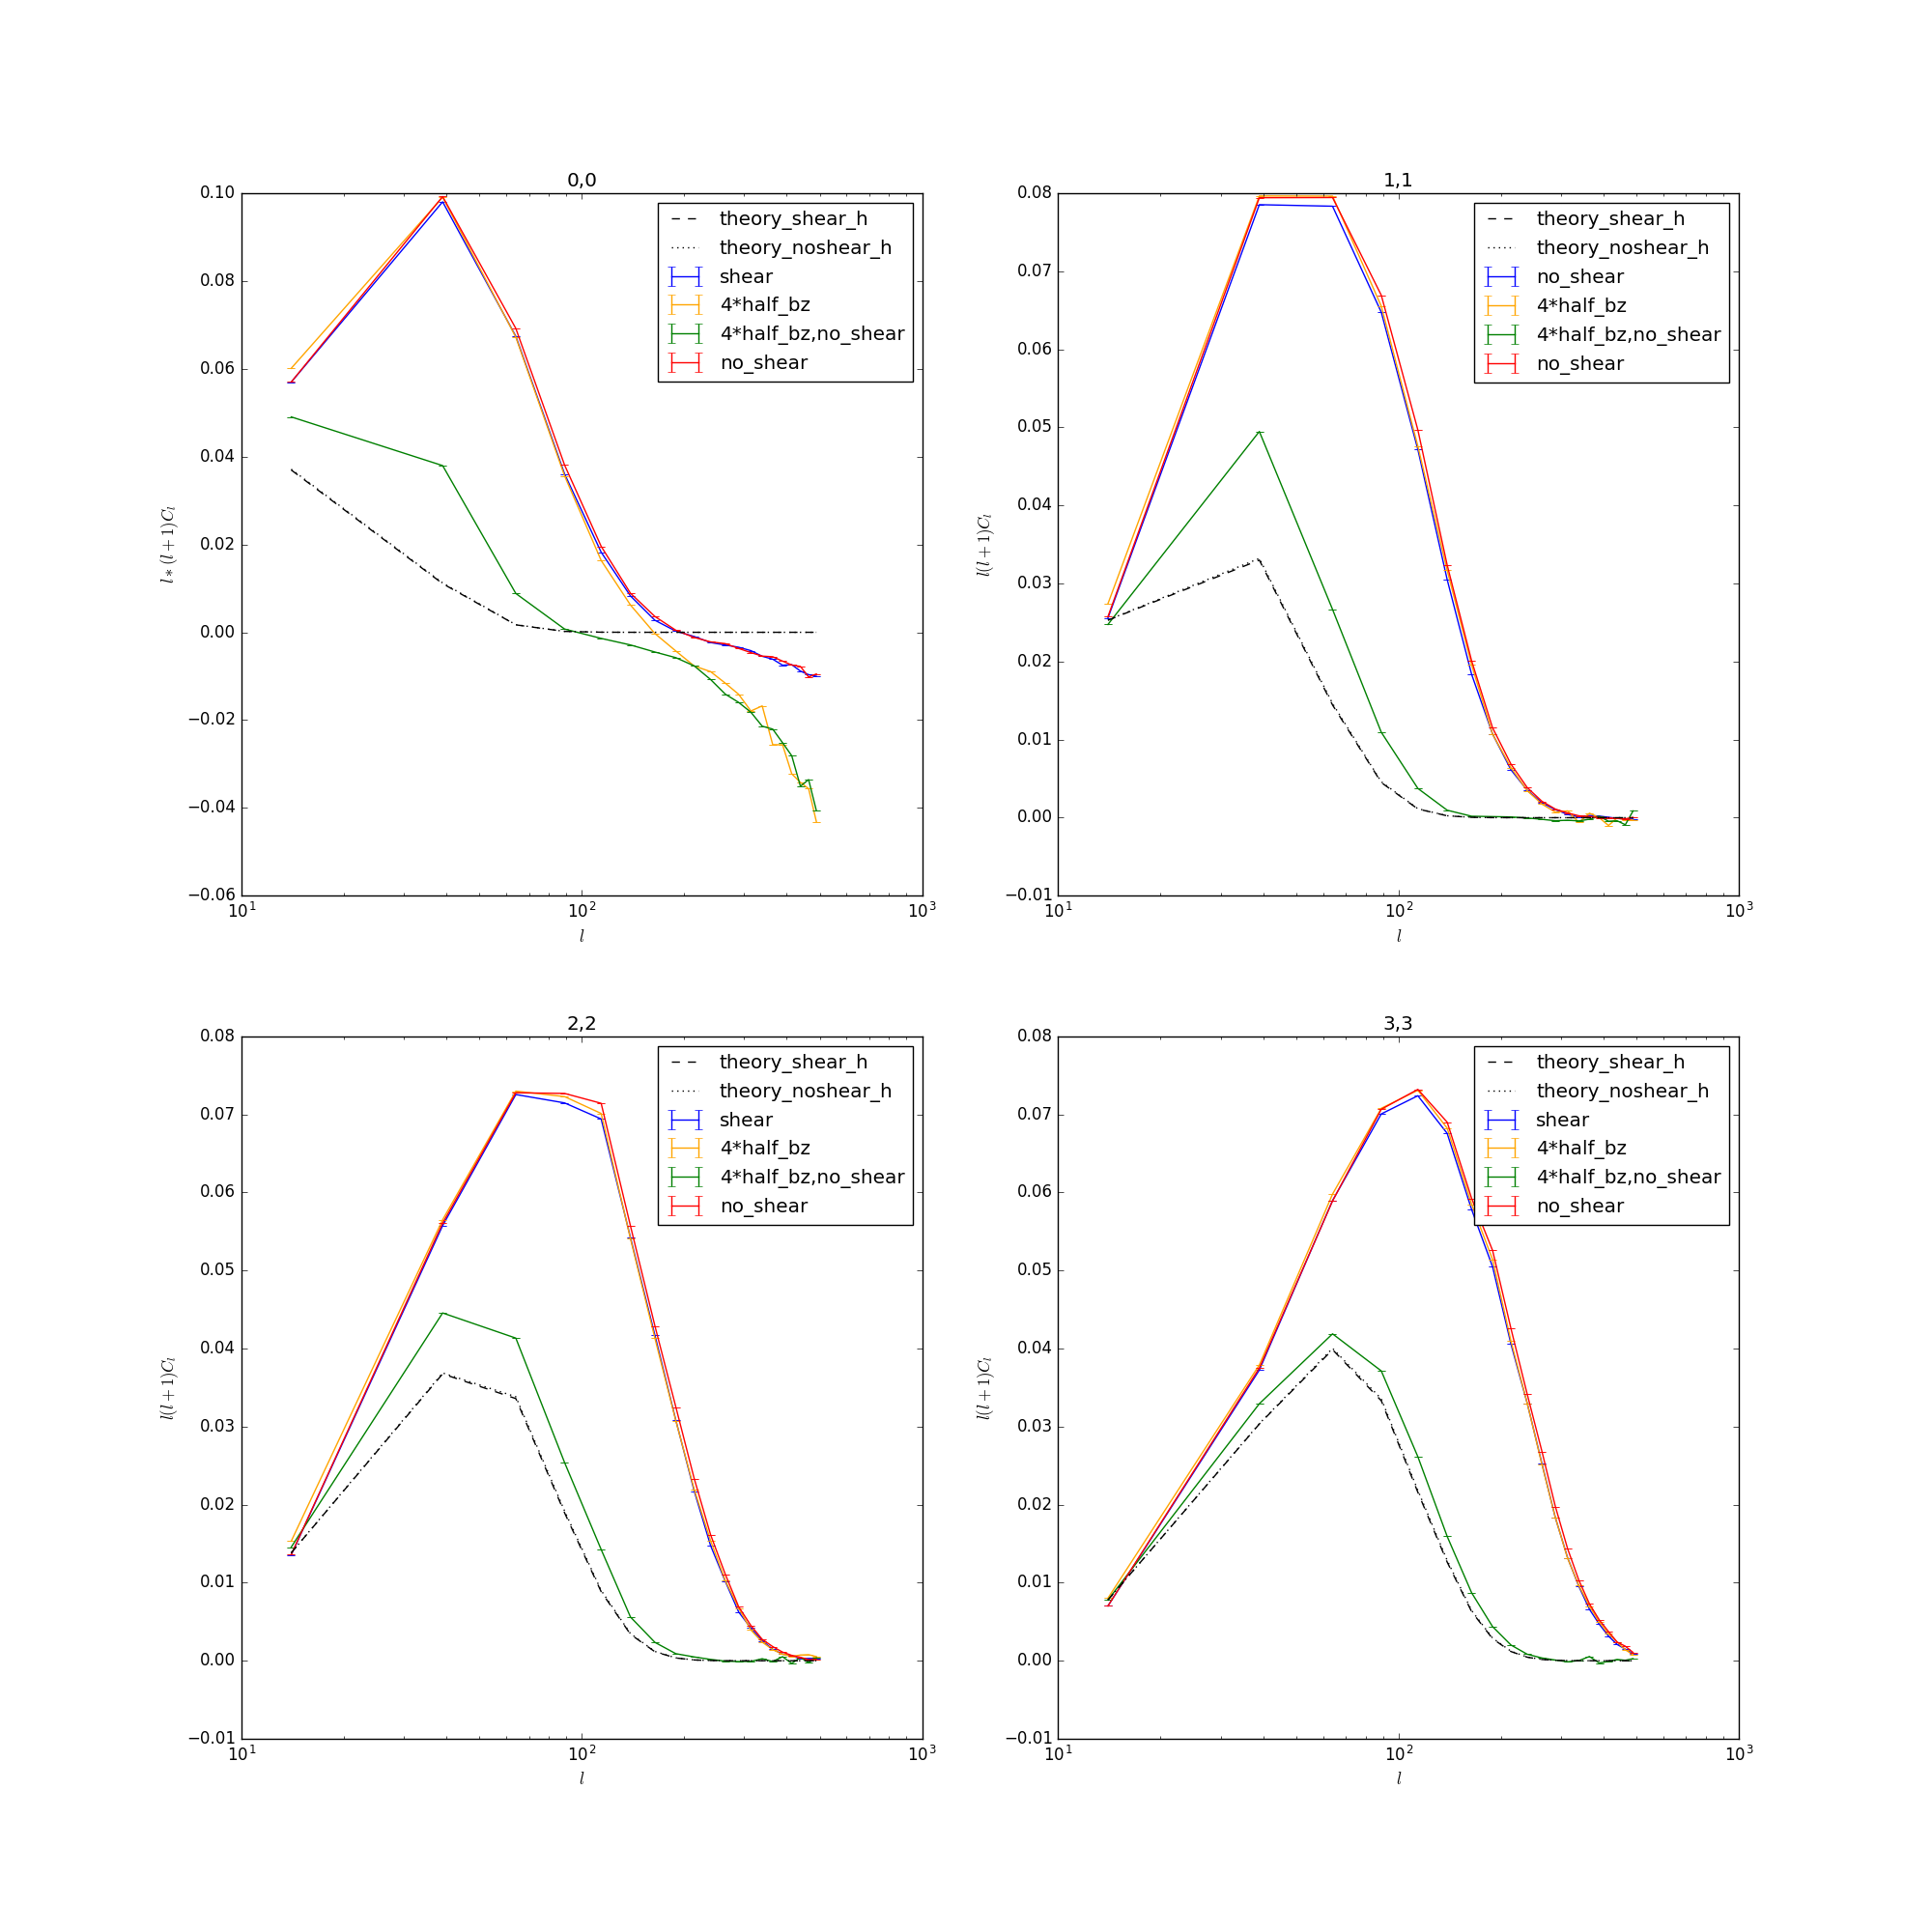 0,0
0.10
0.08
0.06
0.04
0.02
0.00
−0.02
−0.04
−0.06
l ∗ (l + 1)C_l
theory_shear_h
theory_noshear_h
shear
4*half_bz
4*half_bz,no_shear
no_shear
10^1
10^2
10^3
l
1,1
0.08
0.07
0.06
0.05
0.04
0.03
0.02
0.01
0.00
−0.01
l(l + 1)C_l
theory_shear_h
theory_noshear_h
no_shear
4*half_bz
4*half_bz,no_shear
no_shear
10^1
10^2
10^3
l
2,2
0.08
0.07
0.06
0.05
0.04
0.03
0.02
0.01
0.00
−0.01
l(l + 1)C_l
theory_shear_h
theory_noshear_h
shear
4*half_bz
4*half_bz,no_shear
no_shear
10^1
10^2
10^3
l
3,3
0.08
0.07
0.06
0.05
0.04
0.03
0.02
0.01
0.00
−0.01
l(l + 1)C_l
theory_shear_h
theory_noshear_h
shear
4*half_bz
4*half_bz,no_shear
no_shear
10^1
10^2
10^3
l